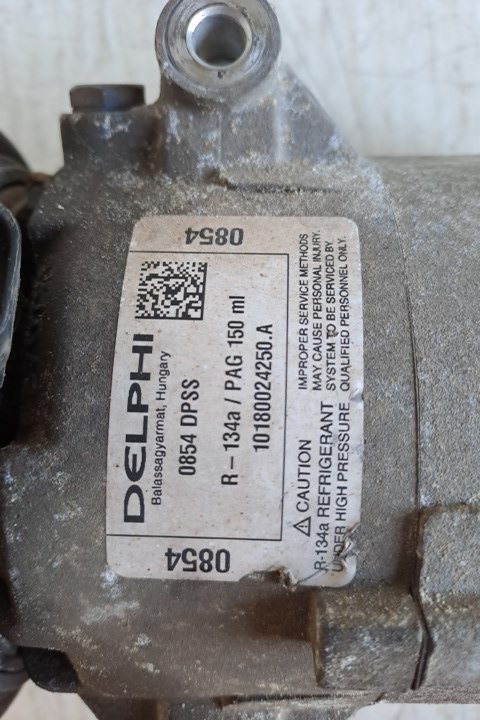 0854
DELPHI
Balassagyarmat, Hungary
0854 DPSS
R-134a / PAG 150 ml
10180024250.A
0854
⚠ CAUTION
R-134a REFRIGERANT
UNDER HIGH PRESSURE
IMPROPER SERVICE METHODS
MAY CAUSE PERSONAL INJURY.
SYSTEM TO BE SERVICED BY
QUALIFIED PERSONNEL ONLY.